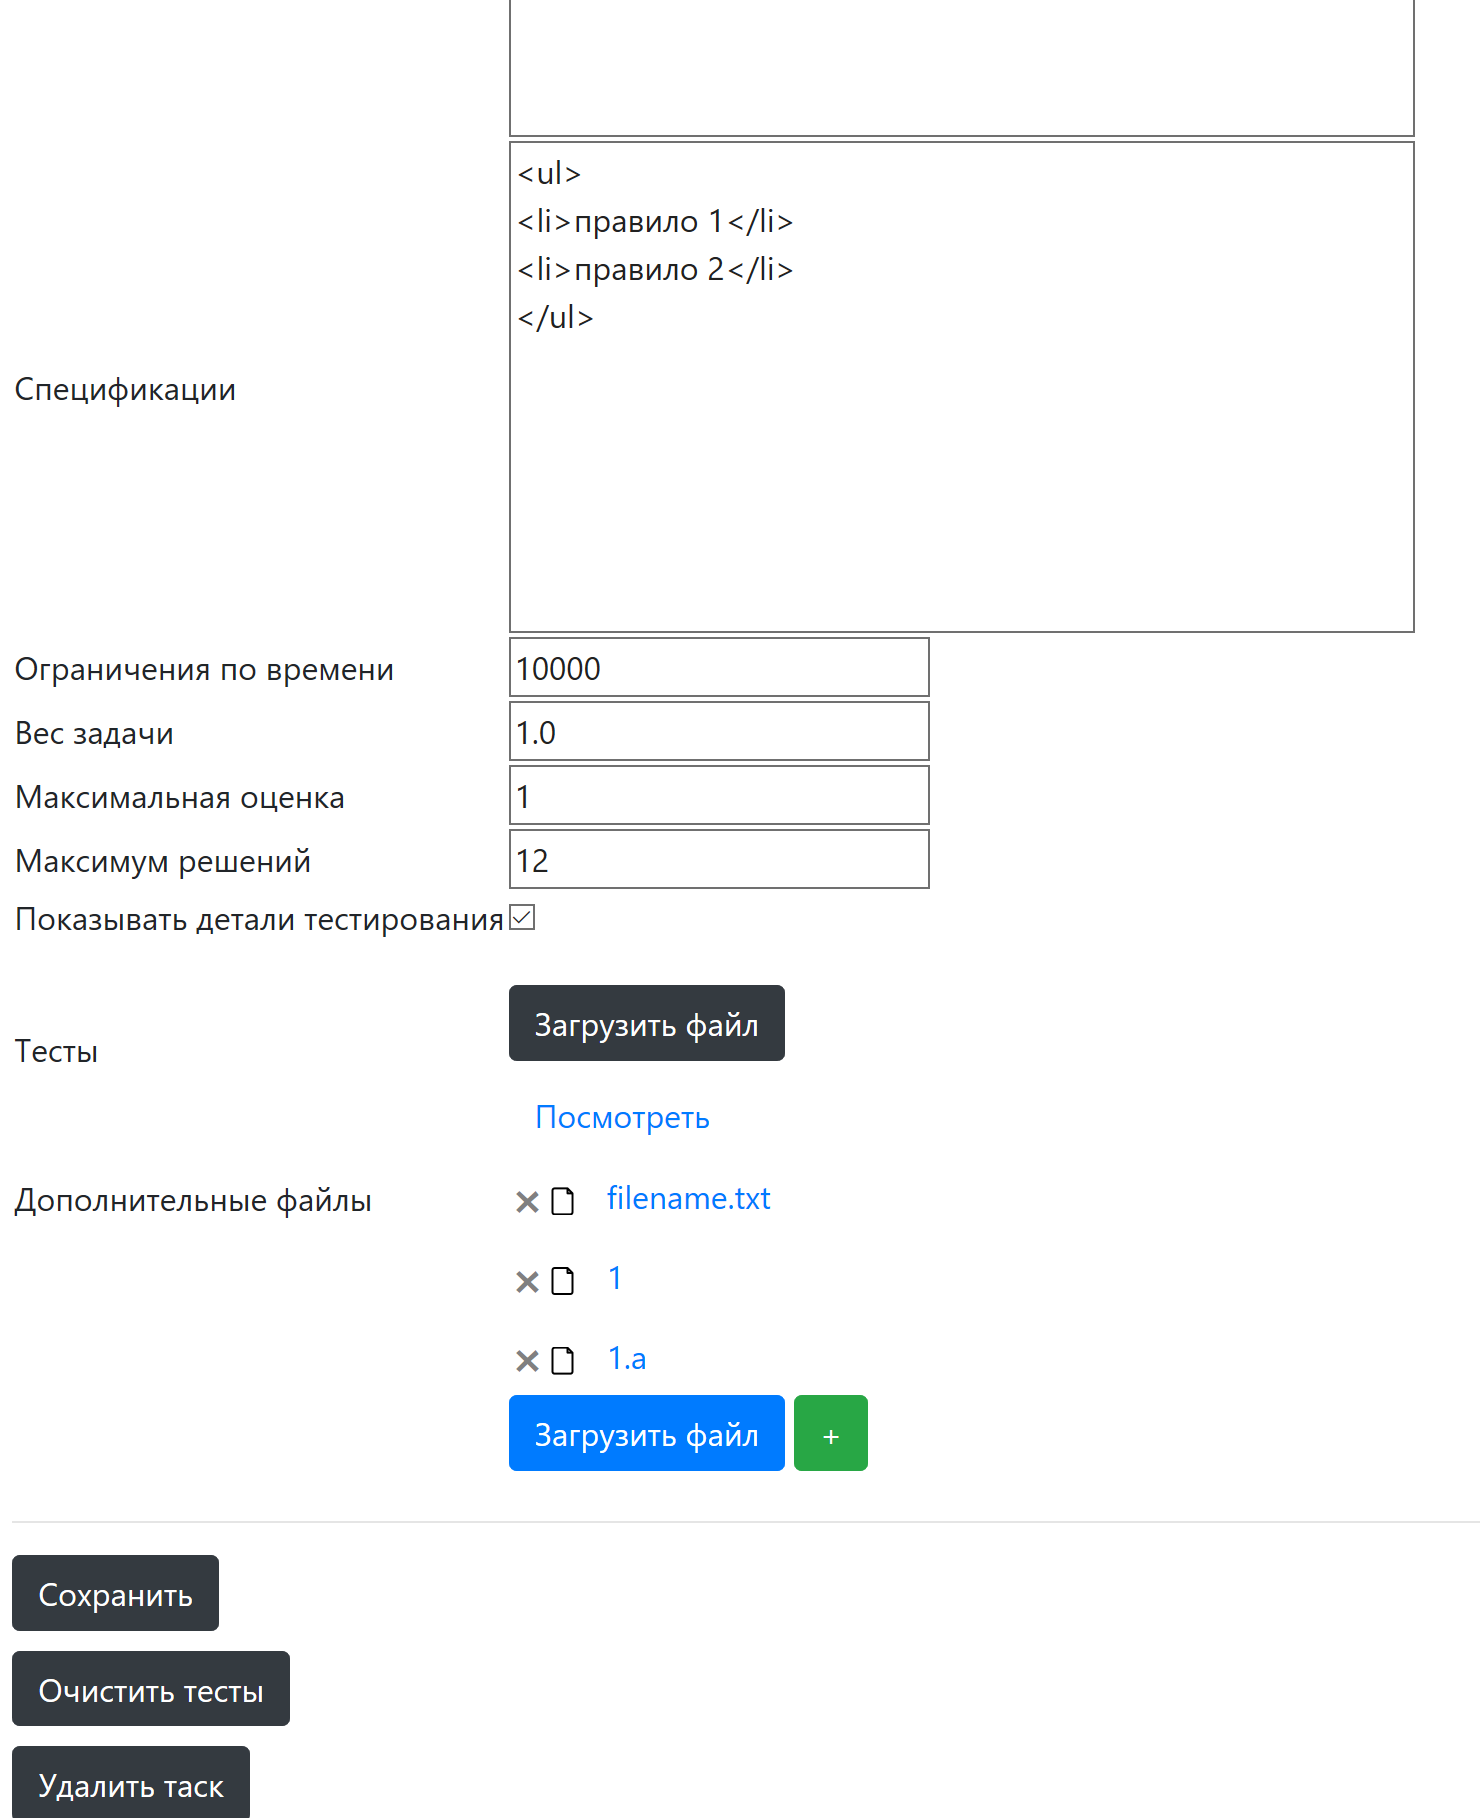 <ul>
<li>правило 1</li>
<li>правило 2</li>
</ul>
Спецификации
Ограничения по времени 10000
Вес задачи 1.0
Максимальная оценка 1
Максимум решений 12
Показывать детали тестирования
Загрузить файл
Тесты
Посмотреть
Дополнительные файлы filename.txt
1
1.a
Загрузить файл +
Сохранить
Очистить тесты
Удалить таск